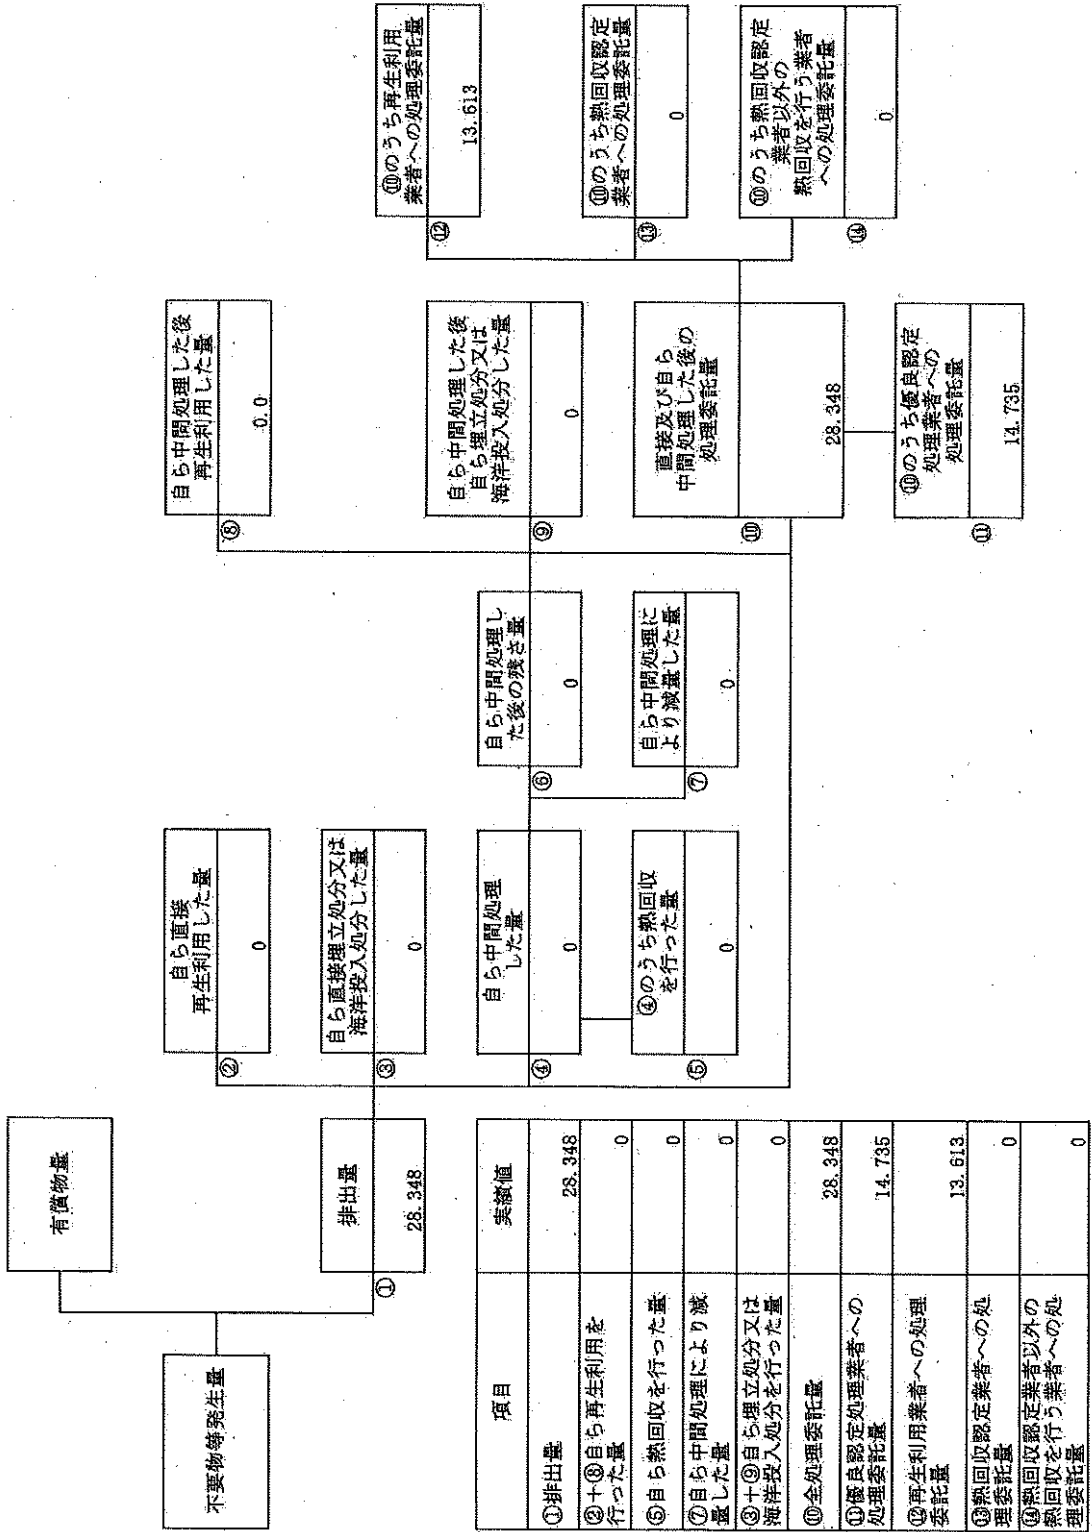 不要物等発生量
有償物量
排出量
①
28.348
自ら直接
再生利用した量
②
0
自ら直接埋立処分又は
海洋投入処分した量
③
0
自ら中間処理
した量
④
0
④のうち熱回収
を行った量
⑤
0
自ら中間処理し
た後の残さ量
⑥
0
自ら中間処理に
より減量した量
⑦
0
自ら中間処理した後
再生利用した量
⑧
0.0
自ら中間処理した後
自ら埋立処分又は
海洋投入処分した量
⑨
0
直接及び自ら
中間処理した後の
処理委託量
⑩
28.348
⑩のうち優良認定
処理業者への
処理委託量
⑪
14.735
⑩のうち再生利用
業者への処理委託量
⑫
13.613
⑩のうち熱回収認定
業者への処理委託量
⑬
0
⑩のうち熱回収認定
業者以外の
熱回収を行う業者
への処理委託量
⑭
0
項目 実績値
①排出量 28.348
②+⑧自ら再生利用を
行った量 0
⑤自ら熱回収を行った量 0
⑦自ら中間処理により減
量した量 0
③+⑨自ら埋立処分又は
海洋投入処分を行った量 0
⑩全処理委託量 28.348
⑪優良認定処理業者への
処理委託量 14.735
⑫再生利用業者への処理
委託量 13.613
⑬熱回収認定業者への処
理委託量 0
⑭熱回収認定業者以外の
熱回収を行う業者への処
理委託量 0